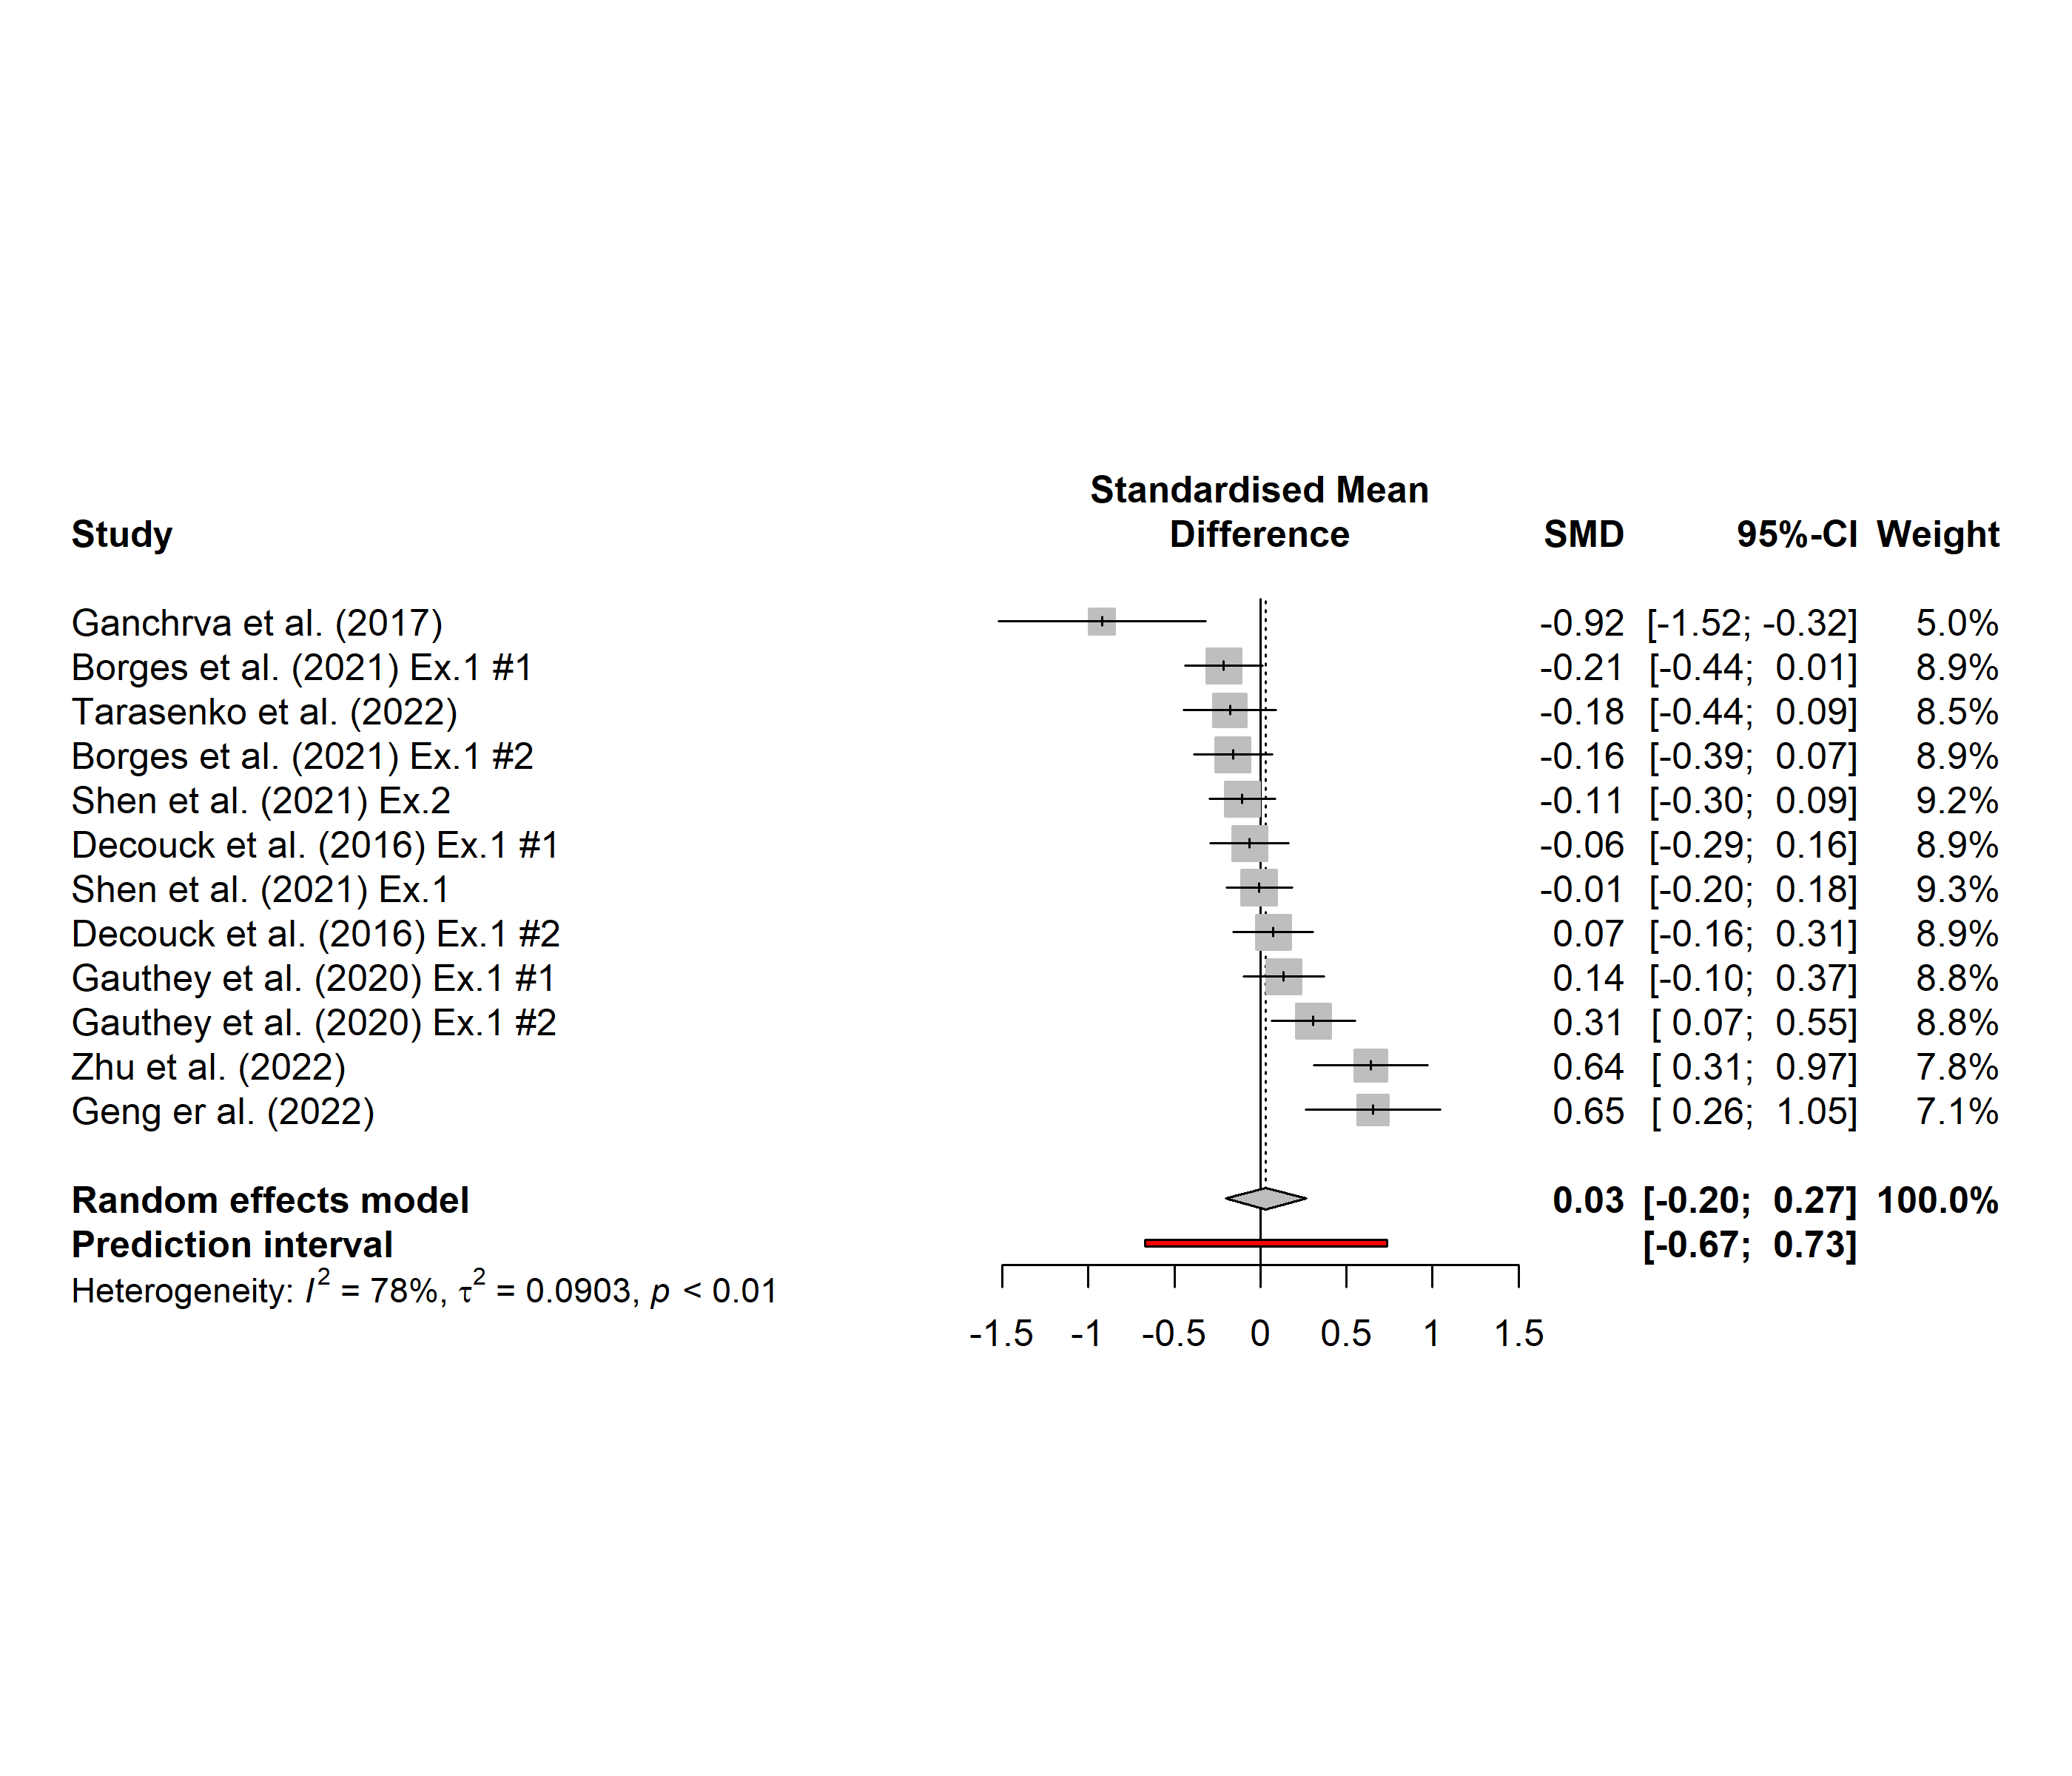 Standardised Mean
Study Difference SMD 95%-CI Weight
Ganchrva et al. (2017) -0.92 [-1.52; -0.32] 5.0%
Borges et al. (2021) Ex.1 #1 -0.21 [-0.44; 0.01] 8.9%
Tarasenko et al. (2022) -0.18 [-0.44; 0.09] 8.5%
Borges et al. (2021) Ex.1 #2 -0.16 [-0.39; 0.07] 8.9%
Shen et al. (2021) Ex.2 -0.11 [-0.30; 0.09] 9.2%
Decouck et al. (2016) Ex.1 #1 -0.06 [-0.29; 0.16] 8.9%
Shen et al. (2021) Ex.1 -0.01 [-0.20; 0.18] 9.3%
Decouck et al. (2016) Ex.1 #2 0.07 [-0.16; 0.31] 8.9%
Gauthey et al. (2020) Ex.1 #1 0.14 [-0.10; 0.37] 8.8%
Gauthey et al. (2020) Ex.1 #2 0.31 [ 0.07; 0.55] 8.8%
Zhu et al. (2022) 0.64 [ 0.31; 0.97] 7.8%
Geng er al. (2022) 0.65 [ 0.26; 1.05] 7.1%
Random effects model 0.03 [-0.20; 0.27] 100.0%
Prediction interval [-0.67; 0.73]
Heterogeneity: I² = 78%, τ² = 0.0903, p < 0.01
-1.5 -1 -0.5 0 0.5 1 1.5